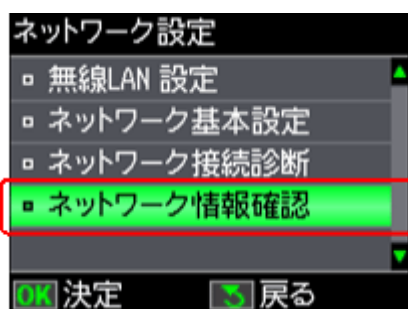 ネットワーク設定
無線LAN 設定
ネットワーク基本設定
ネットワーク接続診断
ネットワーク情報確認
OK 決定 戻る